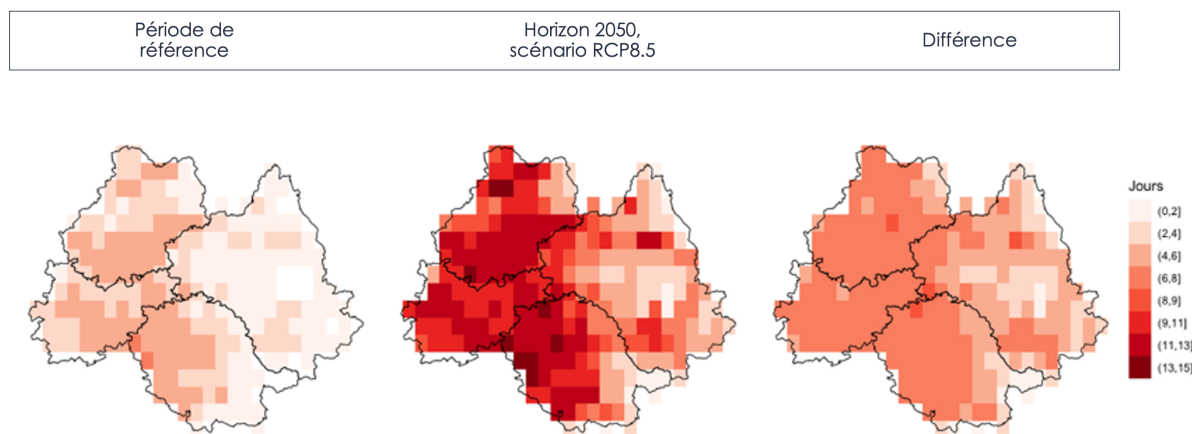 Période de
référence
Horizon 2050,
scénario RCP8.5
Différence
Jours
(0,2]
(2,4]
(4,6]
(6,8]
(8,9]
(9,11]
(11,13]
(13,15]